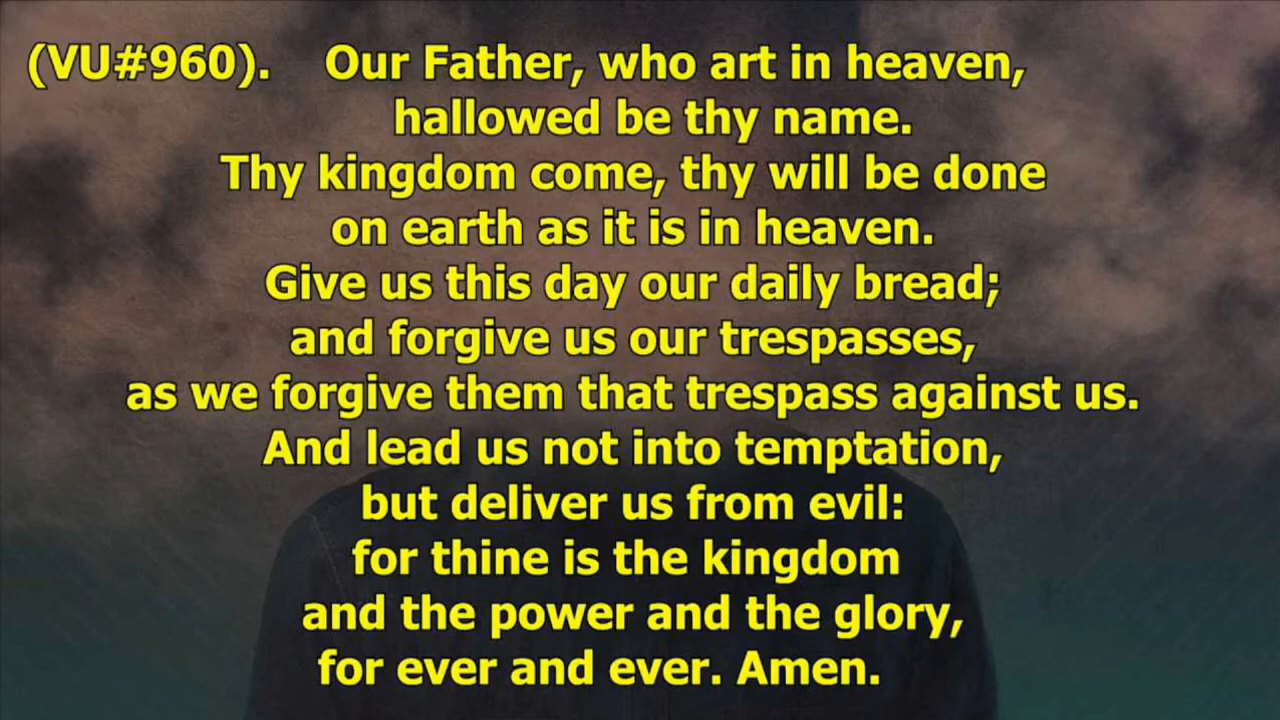 (VU#960). Our Father, who art in heaven,
hallowed be thy name.
Thy kingdom come, thy will be done
on earth as it is in heaven.
Give us this day our daily bread;
and forgive us our trespasses,
as we forgive them that trespass against us.
And lead us not into temptation,
but deliver us from evil:
for thine is the kingdom
and the power and the glory,
for ever and ever. Amen.